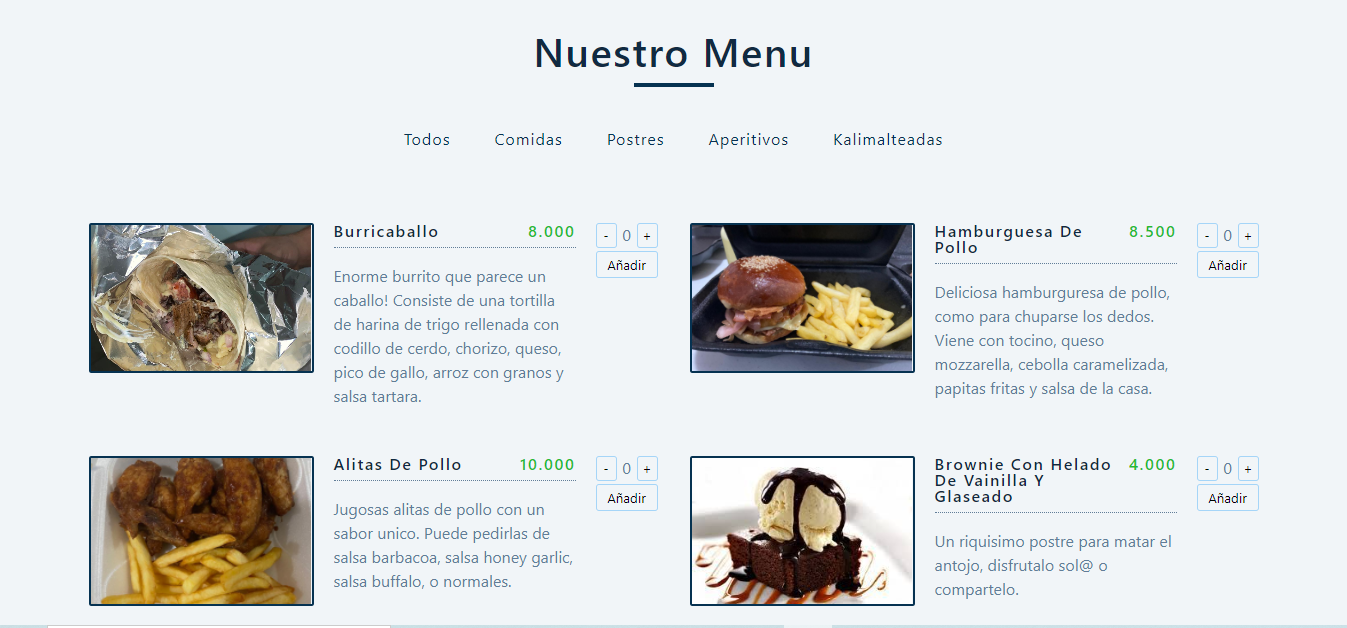 Nuestro Menu
Todos Comidas Postres Aperitivos Kalimalteadas
Burricaballo 8.000
Enorme burrito que parece un
caballo! Consiste de una tortilla
de harina de trigo rellenada con
codillo de cerdo, chorizo, queso,
pico de gallo, arroz con granos y
salsa tartara.
- 0 +
Añadir
Hamburguesa De 8.500
Pollo
Deliciosa hamburguresa de pollo,
como para chuparse los dedos.
Viene con tocino, queso
mozzarella, cebolla caramelizada,
papitas fritas y salsa de la casa.
- 0 +
Añadir
Alitas De Pollo 10.000
Jugosas alitas de pollo con un
sabor unico. Puede pedirlas de
salsa barbacoa, salsa honey garlic,
salsa buffalo, o normales.
- 0 +
Añadir
Brownie Con Helado 4.000
De Vainilla Y
Glaseado
Un riquisimo postre para matar el
antojo, disfrutalo sol@ o
compartelo.
- 0 +
Añadir